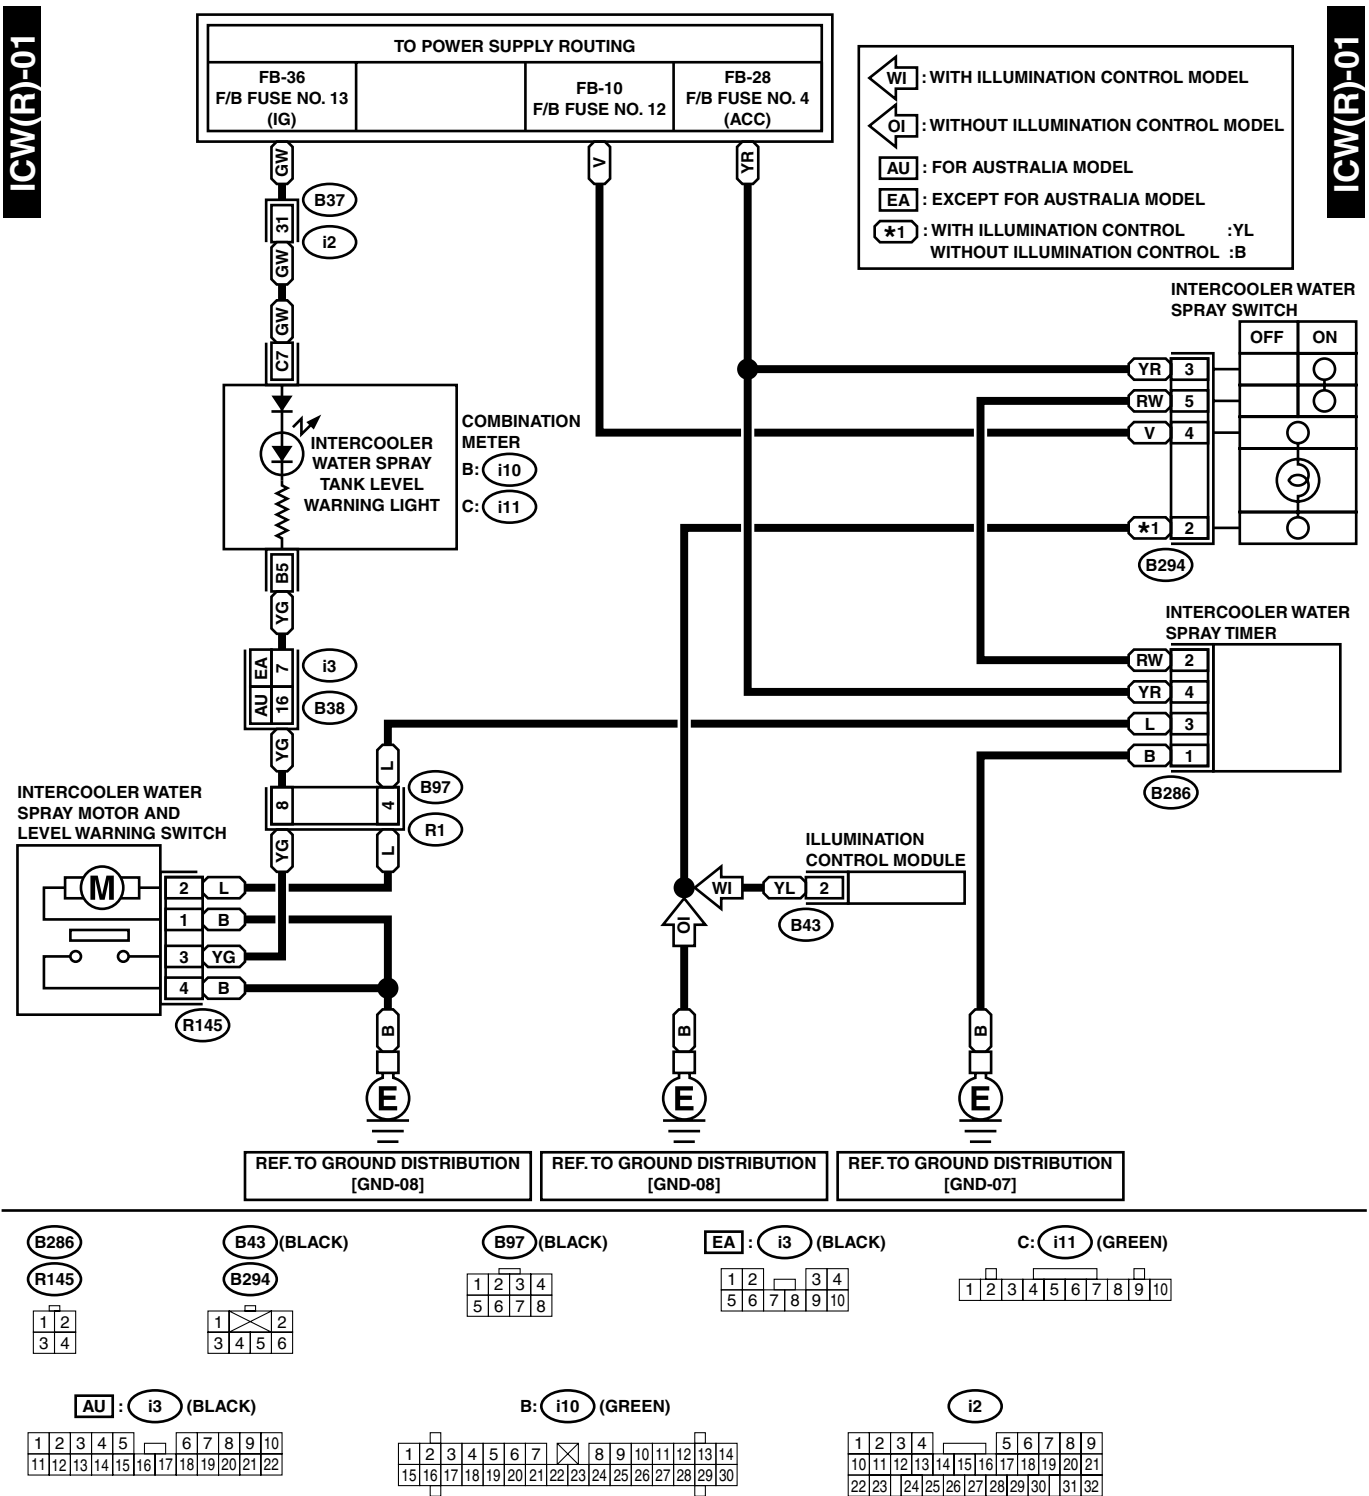 ICW(R)-01
ICW(R)-01
TO POWER SUPPLY ROUTING
FB-36
F/B FUSE NO. 13
(IG)
FB-10
F/B FUSE NO. 12
FB-28
F/B FUSE NO. 4
(ACC)
WI : WITH ILLUMINATION CONTROL MODEL
OI : WITHOUT ILLUMINATION CONTROL MODEL
AU : FOR AUSTRALIA MODEL
EA : EXCEPT FOR AUSTRALIA MODEL
*1 : WITH ILLUMINATION CONTROL :YL
WITHOUT ILLUMINATION CONTROL :B
GW
V
YR
31
B37
i2
GW
GW
C7
INTERCOOLER
WATER SPRAY
TANK LEVEL
WARNING LIGHT
COMBINATION
METER
B: i10
C: i11
B5
YG
EA 7
AU 16
i3
B38
YG
L
8
4
B97
R1
YG
L
INTERCOOLER WATER
SPRAY SWITCH
OFF ON
YR 3
RW 5
V 4
*1 2
B294
INTERCOOLER WATER
SPRAY TIMER
RW 2
YR 4
L 3
B 1
B286
INTERCOOLER WATER
SPRAY MOTOR AND
LEVEL WARNING SWITCH
M
2 L
1 B
3 YG
4 B
R145
ILLUMINATION
CONTROL MODULE
WI YL 2
B43
OI
B
B
B
E
E
E
REF. TO GROUND DISTRIBUTION
[GND-08]
REF. TO GROUND DISTRIBUTION
[GND-08]
REF. TO GROUND DISTRIBUTION
[GND-07]
B286
R145
1 2
3 4
B43 (BLACK)
B294
1 2
3 4 5 6
B97 (BLACK)
1 2 3 4
5 6 7 8
EA : i3 (BLACK)
1 2 3 4
5 6 7 8 9 10
C: i11 (GREEN)
1 2 3 4 5 6 7 8 9 10
AU : i3 (BLACK)
1 2 3 4 5 6 7 8 9 10
11 12 13 14 15 16 17 18 19 20 21 22
B: i10 (GREEN)
1 2 3 4 5 6 7 8 9 10 11 12 13 14
15 16 17 18 19 20 21 22 23 24 25 26 27 28 29 30
i2
1 2 3 4 5 6 7 8 9
10 11 12 13 14 15 16 17 18 19 20 21
22 23 24 25 26 27 28 29 30 31 32